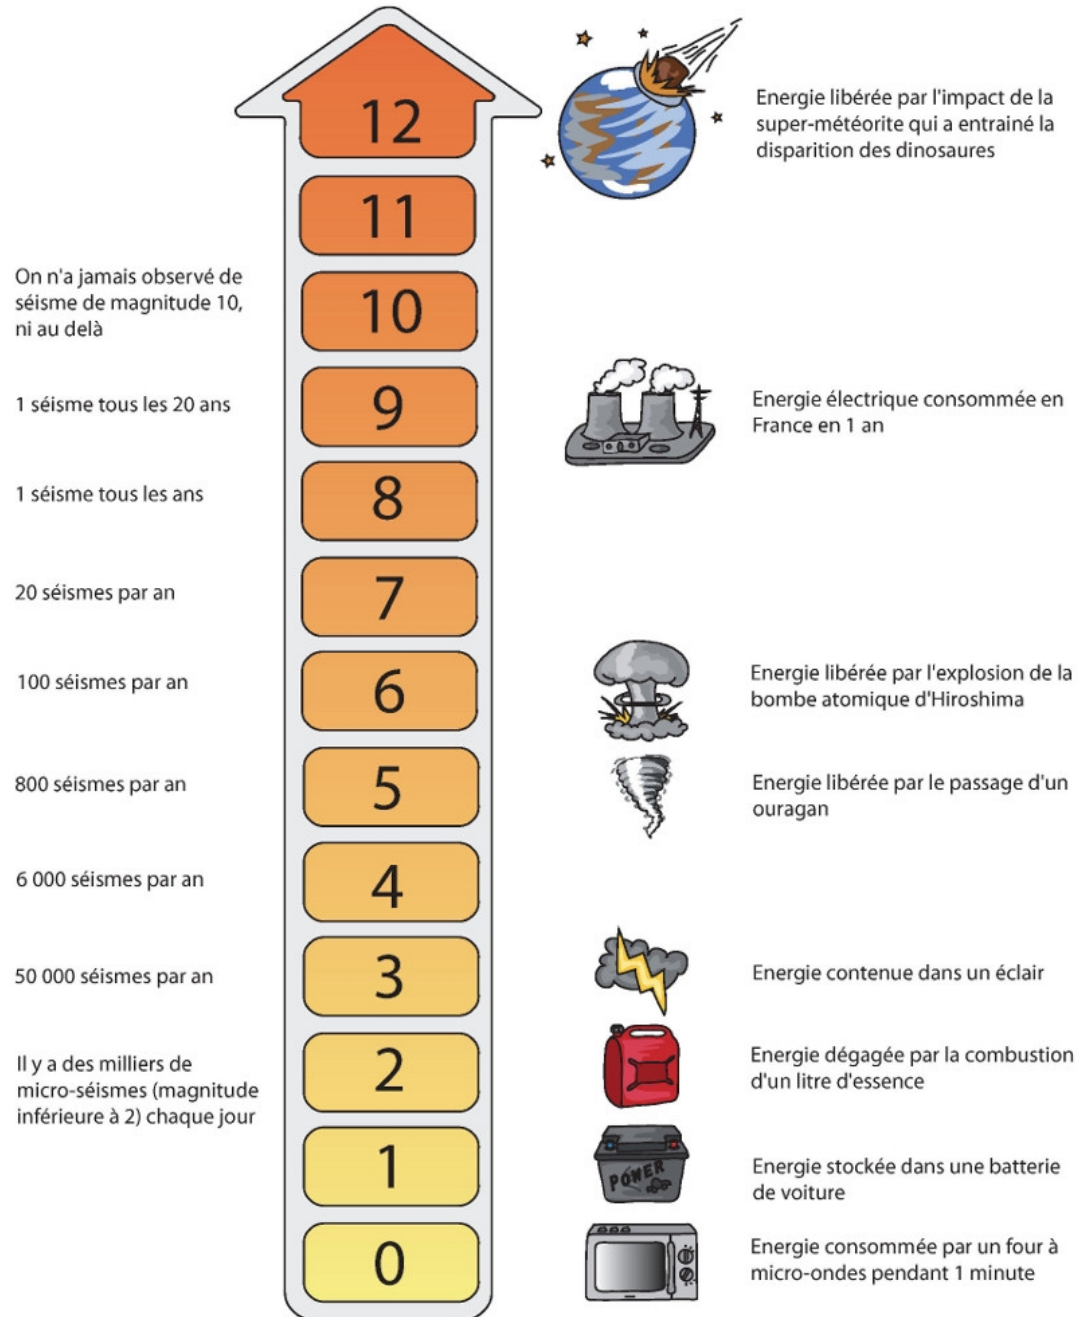 12
Energie libérée par l'impact de la
super-météorite qui a entrainé la
disparition des dinosaures
11
On n'a jamais observé de
séisme de magnitude 10,
ni au delà
10
1 séisme tous les 20 ans
9
Energie électrique consommée en
France en 1 an
1 séisme tous les ans
8
20 séismes par an
7
100 séismes par an
6
Energie libérée par l'explosion de la
bombe atomique d'Hiroshima
800 séismes par an
5
Energie libérée par le passage d'un
ouragan
6 000 séismes par an
4
50 000 séismes par an
3
Energie contenue dans un éclair
Il y a des milliers de
micro-séismes (magnitude
inférieure à 2) chaque jour
2
Energie dégagée par la combustion
d'un litre d'essence
1
POWER
Energie stockée dans une batterie
de voiture
0
Energie consommée par un four à
micro-ondes pendant 1 minute